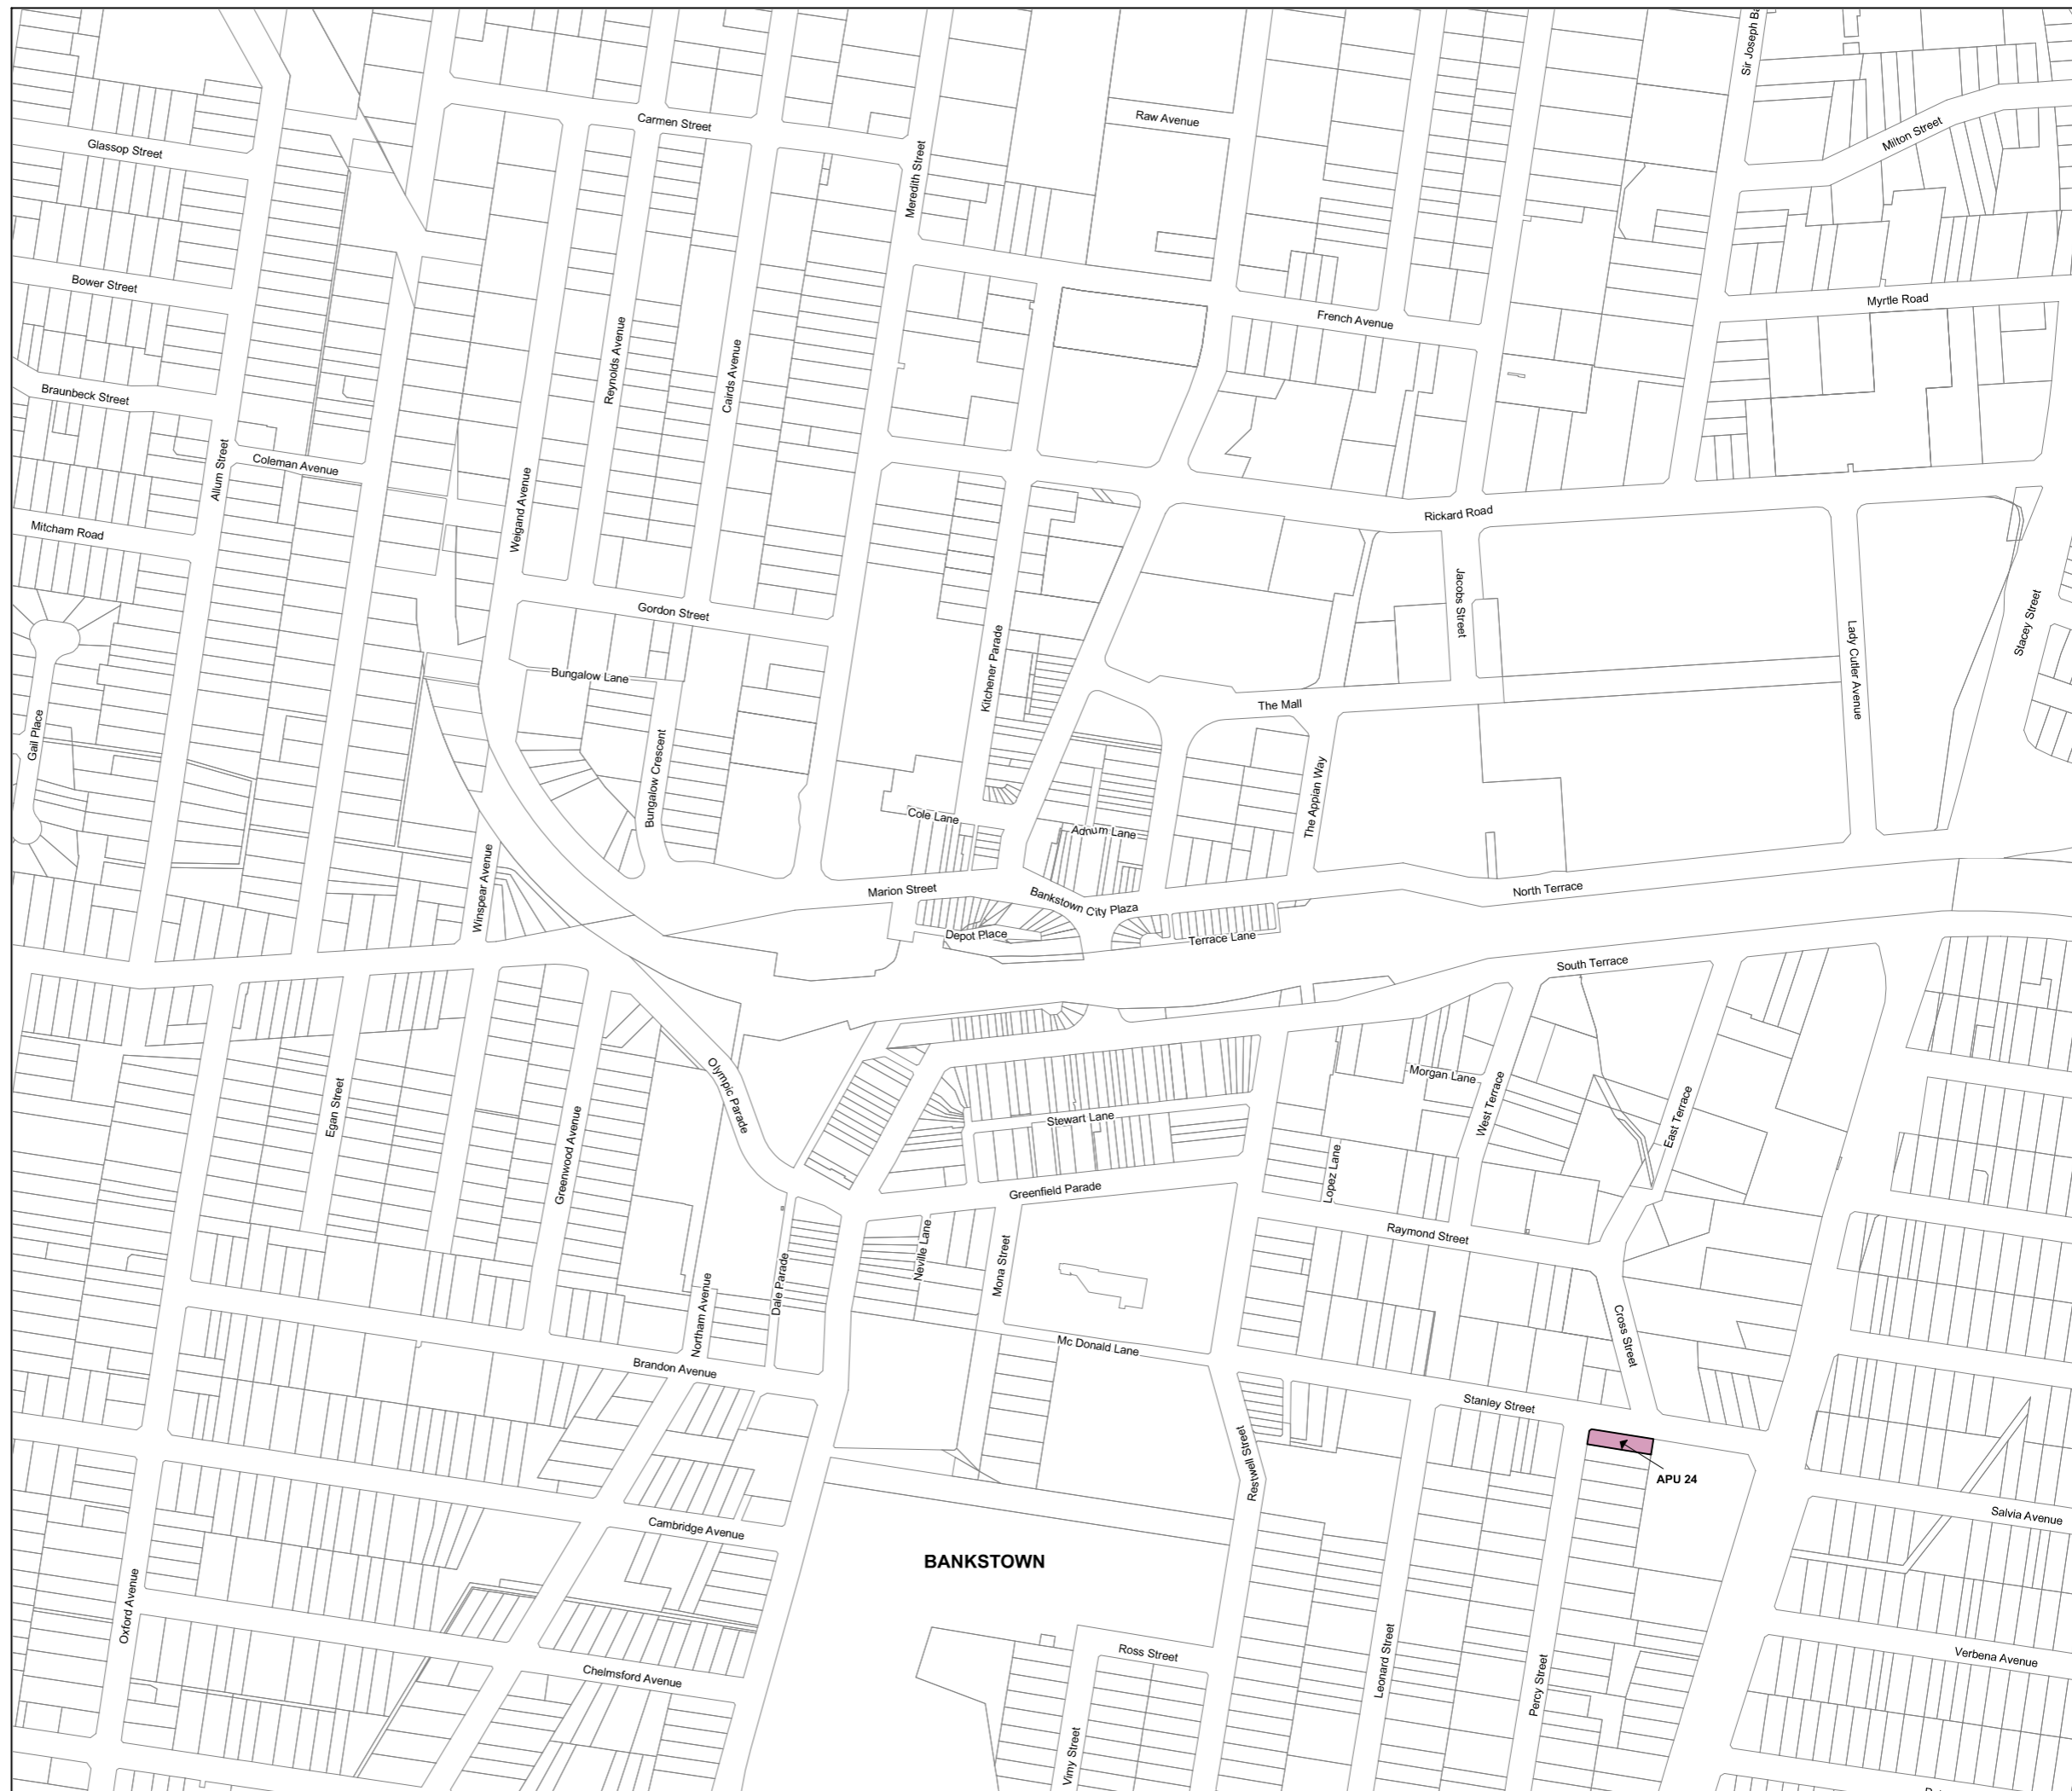 Sir Joseph Ba
Carmen Street
Raw Avenue
Milton Street
Glassop Street
Meredith Street
Bower Street
Myrtle Road
French Avenue
Reynolds Avenue
Cairds Avenue
Braunbeck Street
Allum Street
Coleman Avenue
Weigand Avenue
Rickard Road
Mitcham Road
Jacobs Street
Gordon Street
Stacey Street
Kitchener Parade
Lady Cutler Avenue
Bungalow Lane
The Mall
Gail Place
Bungalow Crescent
The Appian Way
Cole Lane
Adnum Lane
Winspear Avenue
Marion Street
Bankstown City Plaza
North Terrace
Depot Place
Terrace Lane
South Terrace
Olympic Parade
Morgan Lane
Egan Street
West Terrace
East Terrace
Stewart Lane
Greenwood Avenue
Lopez Lane
Greenfield Parade
Raymond Street
Neville Lane
Mona Street
Dale Parade
Northam Avenue
Cross Street
Mc Donald Lane
Brandon Avenue
Stanley Street
Restwell Street
APU 24
Salvia Avenue
Cambridge Avenue
BANKSTOWN
Oxford Avenue
Ross Street
Leonard Street
Percy Street
Verbena Avenue
Chelmsford Avenue
Vimy Street